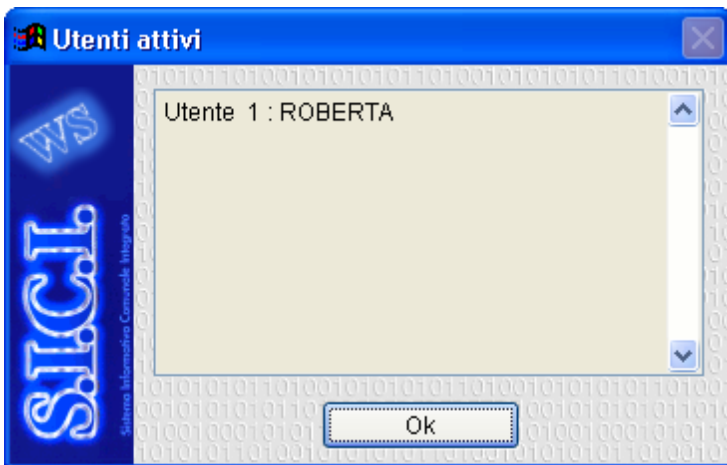 Utenti attivi
Utente 1 : ROBERTA
WS
S.I.C.I.
Sistema Informativo Comunale Integrato
Ok